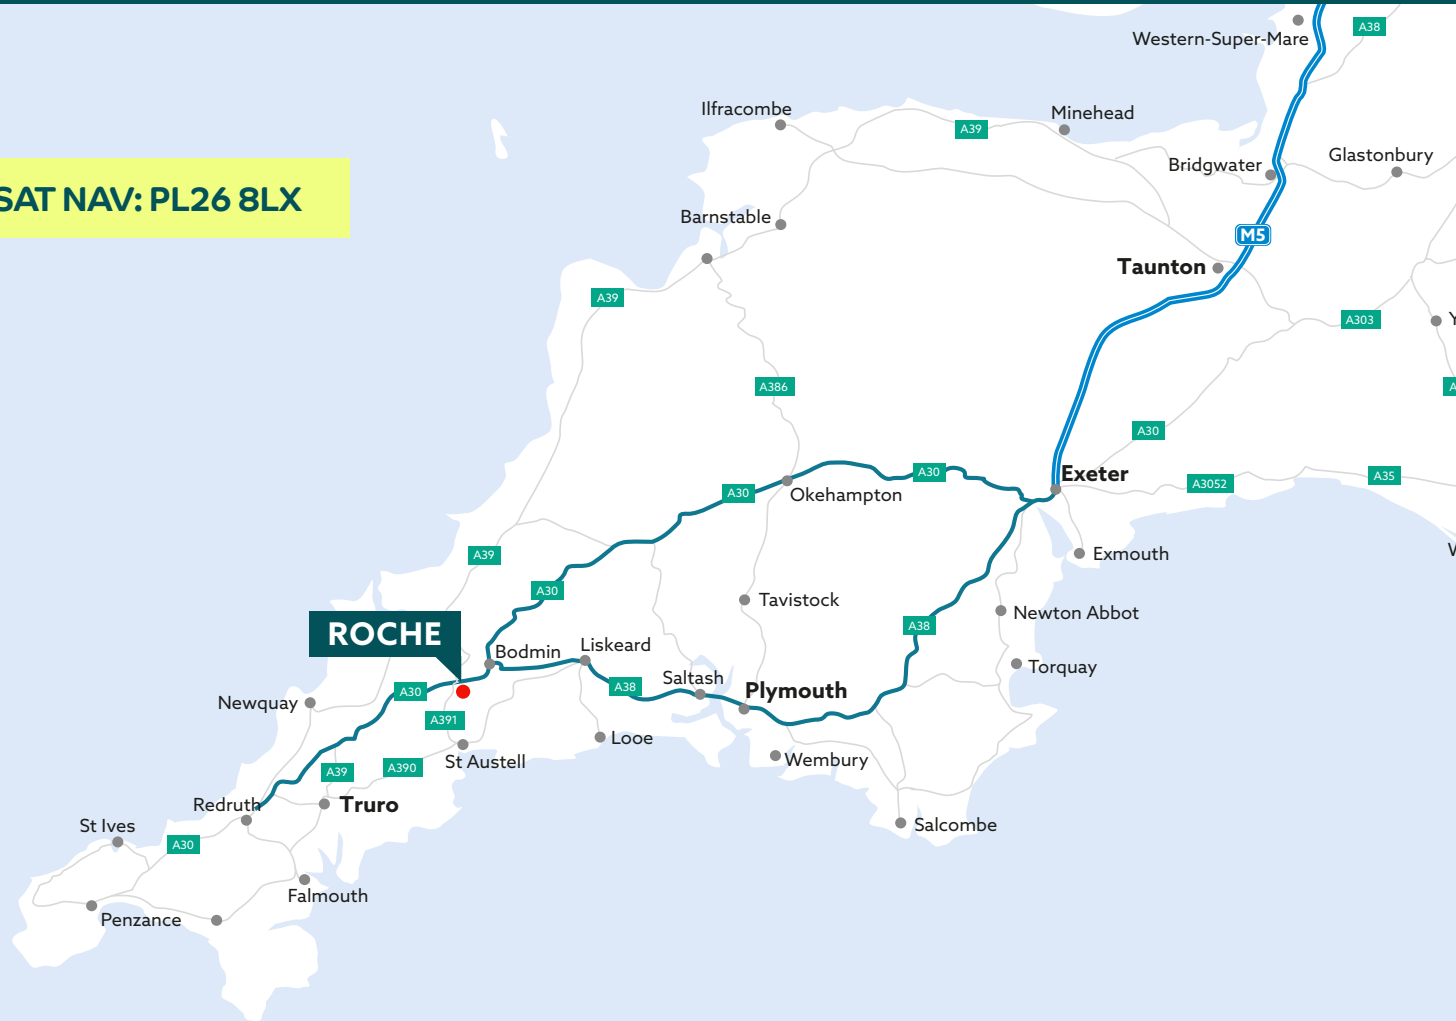 A38
Western-Super-Mare
Ilfracombe
Minehead
A39
Bridgwater
Glastonbury
SAT NAV: PL26 8LX
Barnstable
M5
Taunton
A39
A303
A386
A30
Exeter
A30
A35
A3052
A30
Okehampton
Exmouth
A39
A30
Tavistock
Newton Abbot
A38
ROCHE
Bodmin
Liskeard
Torquay
Saltash
A38
Plymouth
A30
Newquay
A391
Looe
St Austell
Wembury
A39
A390
Redruth
Truro
St Ives
Salcombe
A30
Falmouth
Penzance